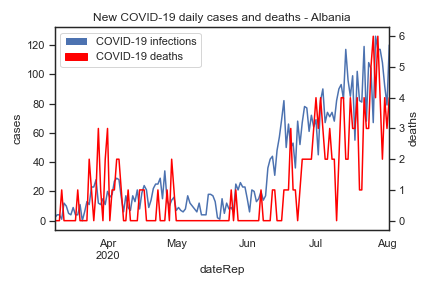 New COVID-19 daily cases and deaths - Albania
COVID-19 infections
COVID-19 deaths
cases
120
100
80
60
40
20
0
6
5
4
3
2
1
0
deaths
Apr
2020
May
Jun
Jul
Aug
dateRep